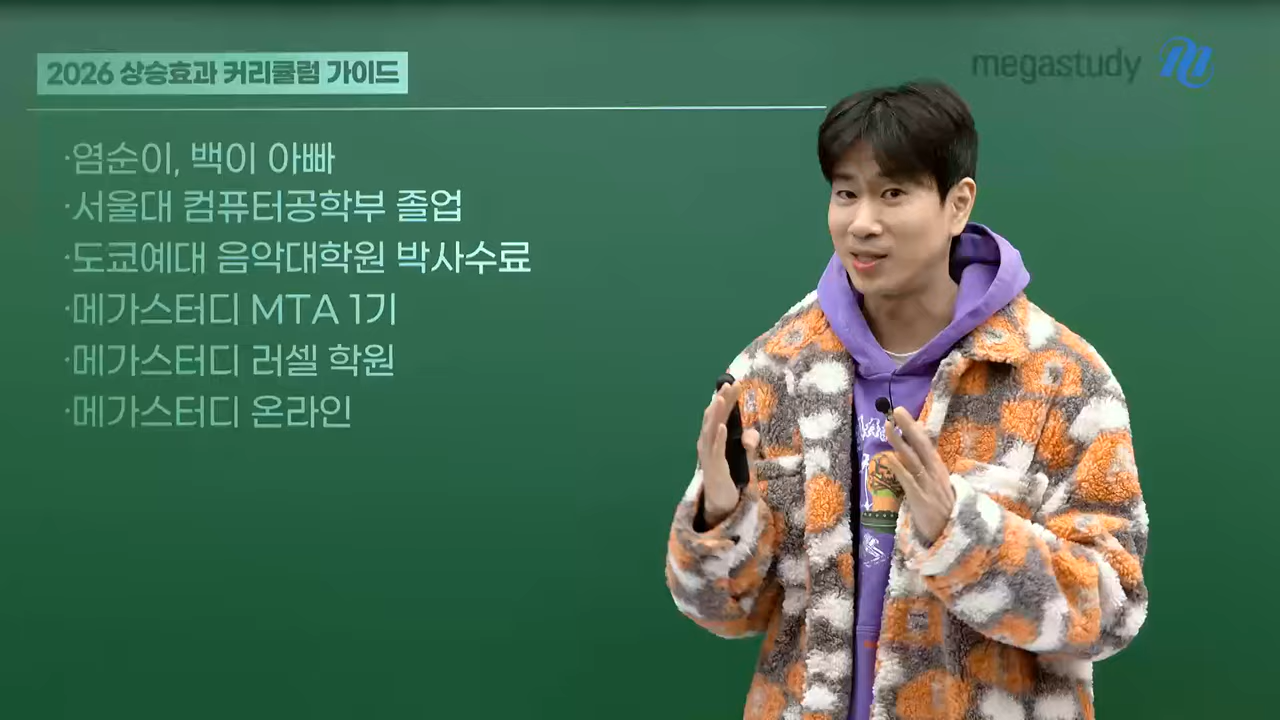 2026 상승효과 커리큘럼 가이드
megastudy
·염순이, 백이 아빠
·서울대 컴퓨터공학부 졸업
·도쿄예대 음악대학원 박사수료
·메가스터디 MTA 1기
·메가스터디 러셀 학원
·메가스터디 온라인